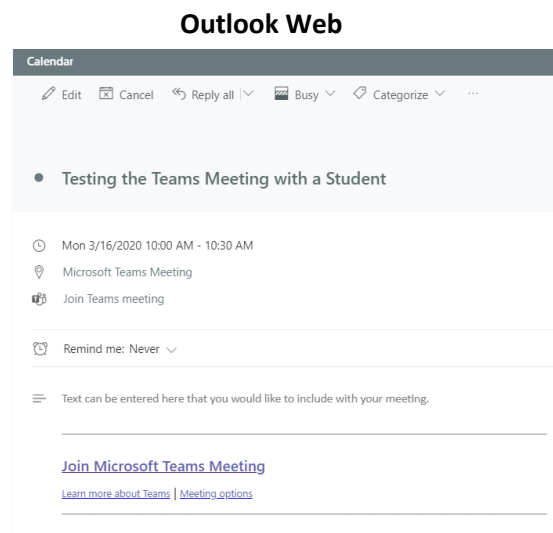 Outlook Web
Calendar
Edit Cancel Reply all Busy Categorize ...
Testing the Teams Meeting with a Student
Mon 3/16/2020 10:00 AM - 10:30 AM
Microsoft Teams Meeting
Join Teams meeting
Remind me: Never
Text can be entered here that you would like to include with your meeting.
Join Microsoft Teams Meeting
Learn more about Teams | Meeting options